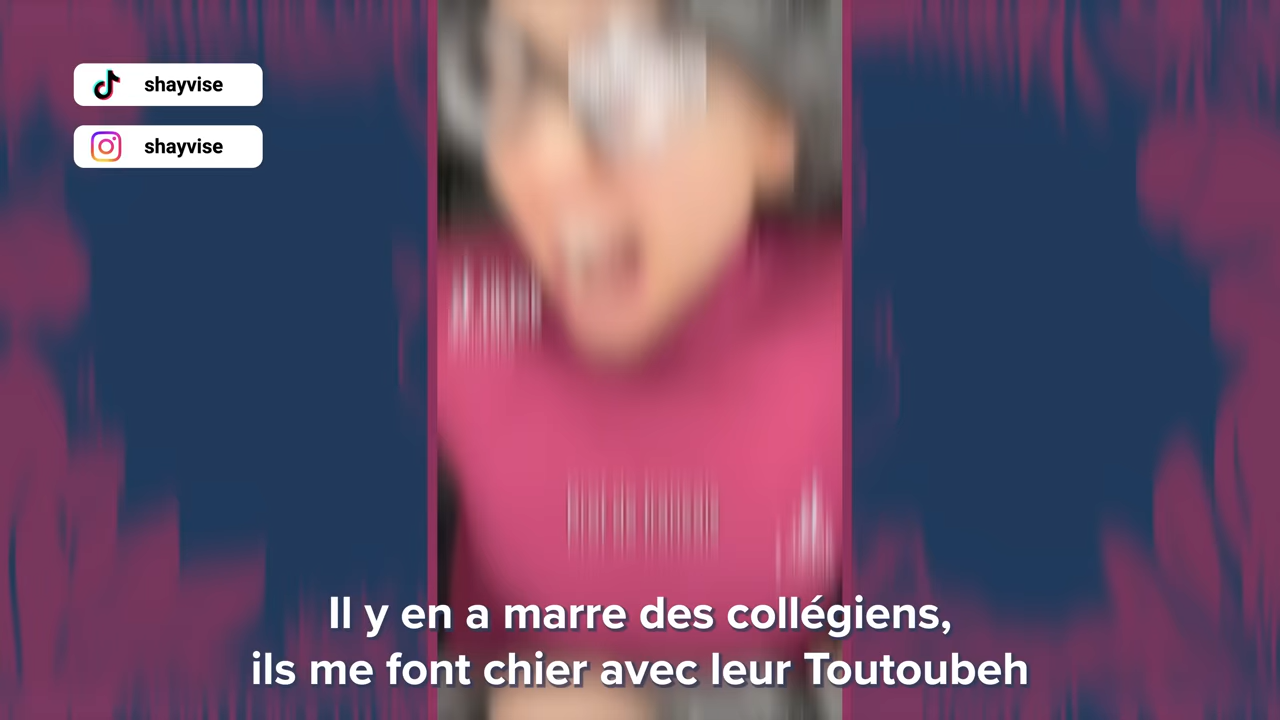 shayvise
shayvise
Il y en a marre des collégiens,
ils me font chier avec leur Toutoubeh